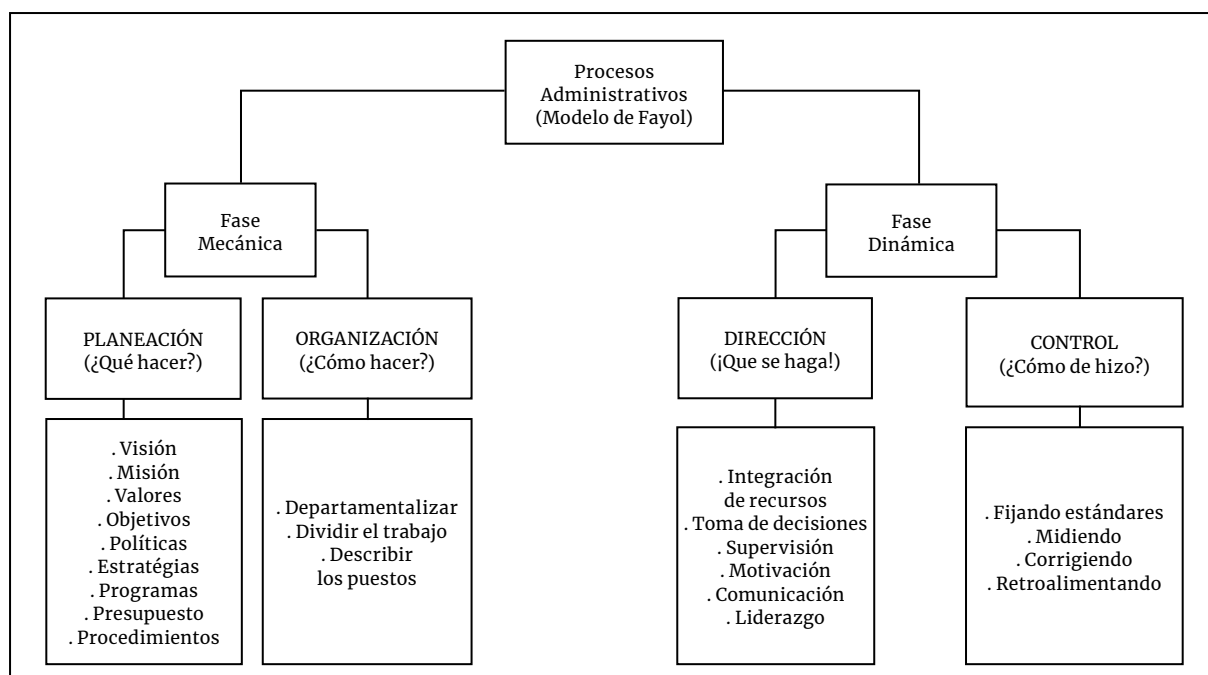 Procesos
Administrativos
(Modelo de Fayol)
Fase
Mecánica
Fase
Dinámica
PLANEACIÓN
(¿Qué hacer?)
ORGANIZACIÓN
(¿Cómo hacer?)
DIRECCIÓN
(¡Que se haga!)
CONTROL
(¿Cómo de hizo?)
. Visión
. Misión
. Valores
. Objetivos
. Políticas
. Estratégias
. Programas
. Presupuesto
. Procedimientos
. Departamentalizar
. Dividir el trabajo
. Describir
los puestos
. Integración
de recursos
. Toma de decisiones
. Supervisión
. Motivación
. Comunicación
. Liderazgo
. Fijando estándares
. Midiendo
. Corrigiendo
. Retroalimentando